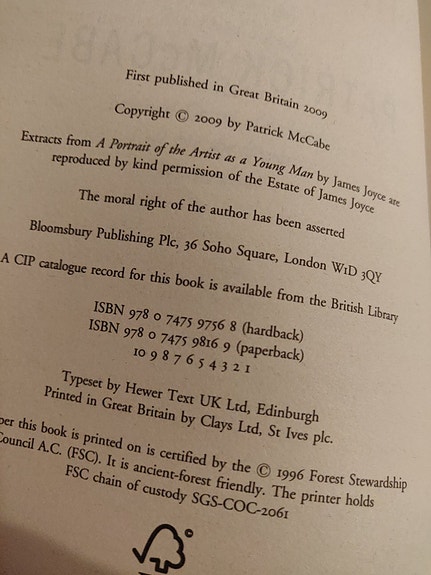 First published in Great Britain 2009
Copyright © 2009 by Patrick McCabe
Extracts from A Portrait of the Artist as a Young Man by James Joyce are
reproduced by kind permission of the Estate of James Joyce
The moral right of the author has been asserted
Bloomsbury Publishing Plc, 36 Soho Square, London W1D 3QY
A CIP catalogue record for this book is available from the British Library
ISBN 978 0 7475 9756 8 (hardback)
ISBN 978 0 7475 9816 9 (paperback)
10 9 8 7 6 5 4 3 2 1
Typeset by Hewer Text UK Ltd, Edinburgh
Printed in Great Britain by Clays Ltd, St Ives plc.
per this book is printed on is certified by the © 1996 Forest Stewardship
Council A.C. (FSC). It is ancient-forest friendly. The printer holds
FSC chain of custody SGS-COC-2061